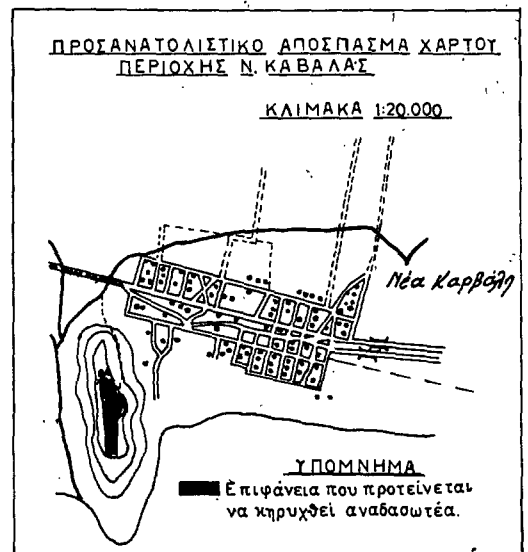 ΠΡΟΣΑΝΑΤΟΛΙΣΤΙΚΟ ΑΠΟΣΠΑΣΜΑ ΧΑΡΤΟΥ
ΠΕΡΙΟΧΗΣ Ν. ΚΑΒΑΛΑΣ
ΚΛΙΜΑΚΑ 1:20.000
Νέα Καρβάλη
ΥΠΟΜΝΗΜΑ
Επιφάνεια που προτείνεται
να κηρυχθεί αναδασωτέα.